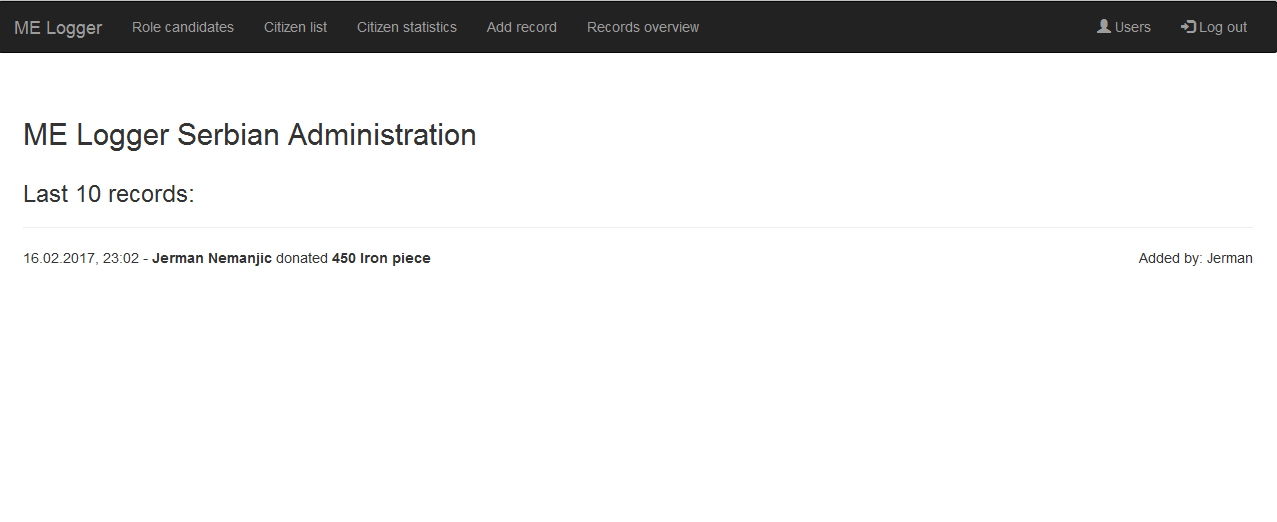 ME Logger Role candidates Citizen list Citizen statistics Add record Records overview Users Log out
ME Logger Serbian Administration
Last 10 records:
16.02.2017, 23:02 - Jerman Nemanjic donated 450 Iron piece Added by: Jerman